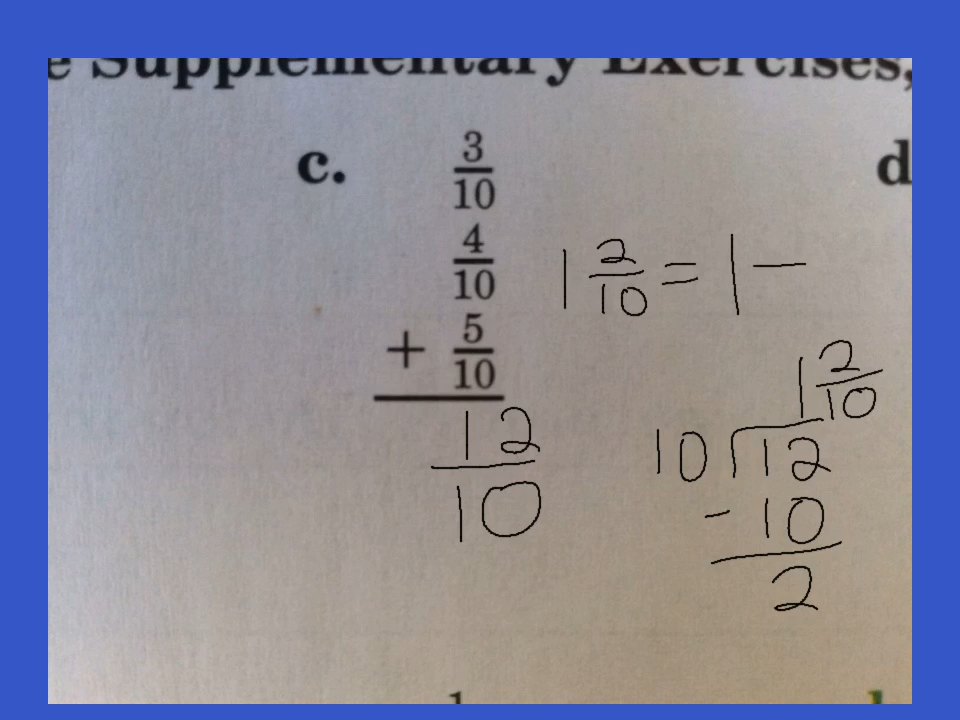 e Supplementary Exercises,
c.
d
3/10
4/10
+ 5/10
12/10
1 2/10 = 1 —
1 2/10
10 √12
- 10
2
1